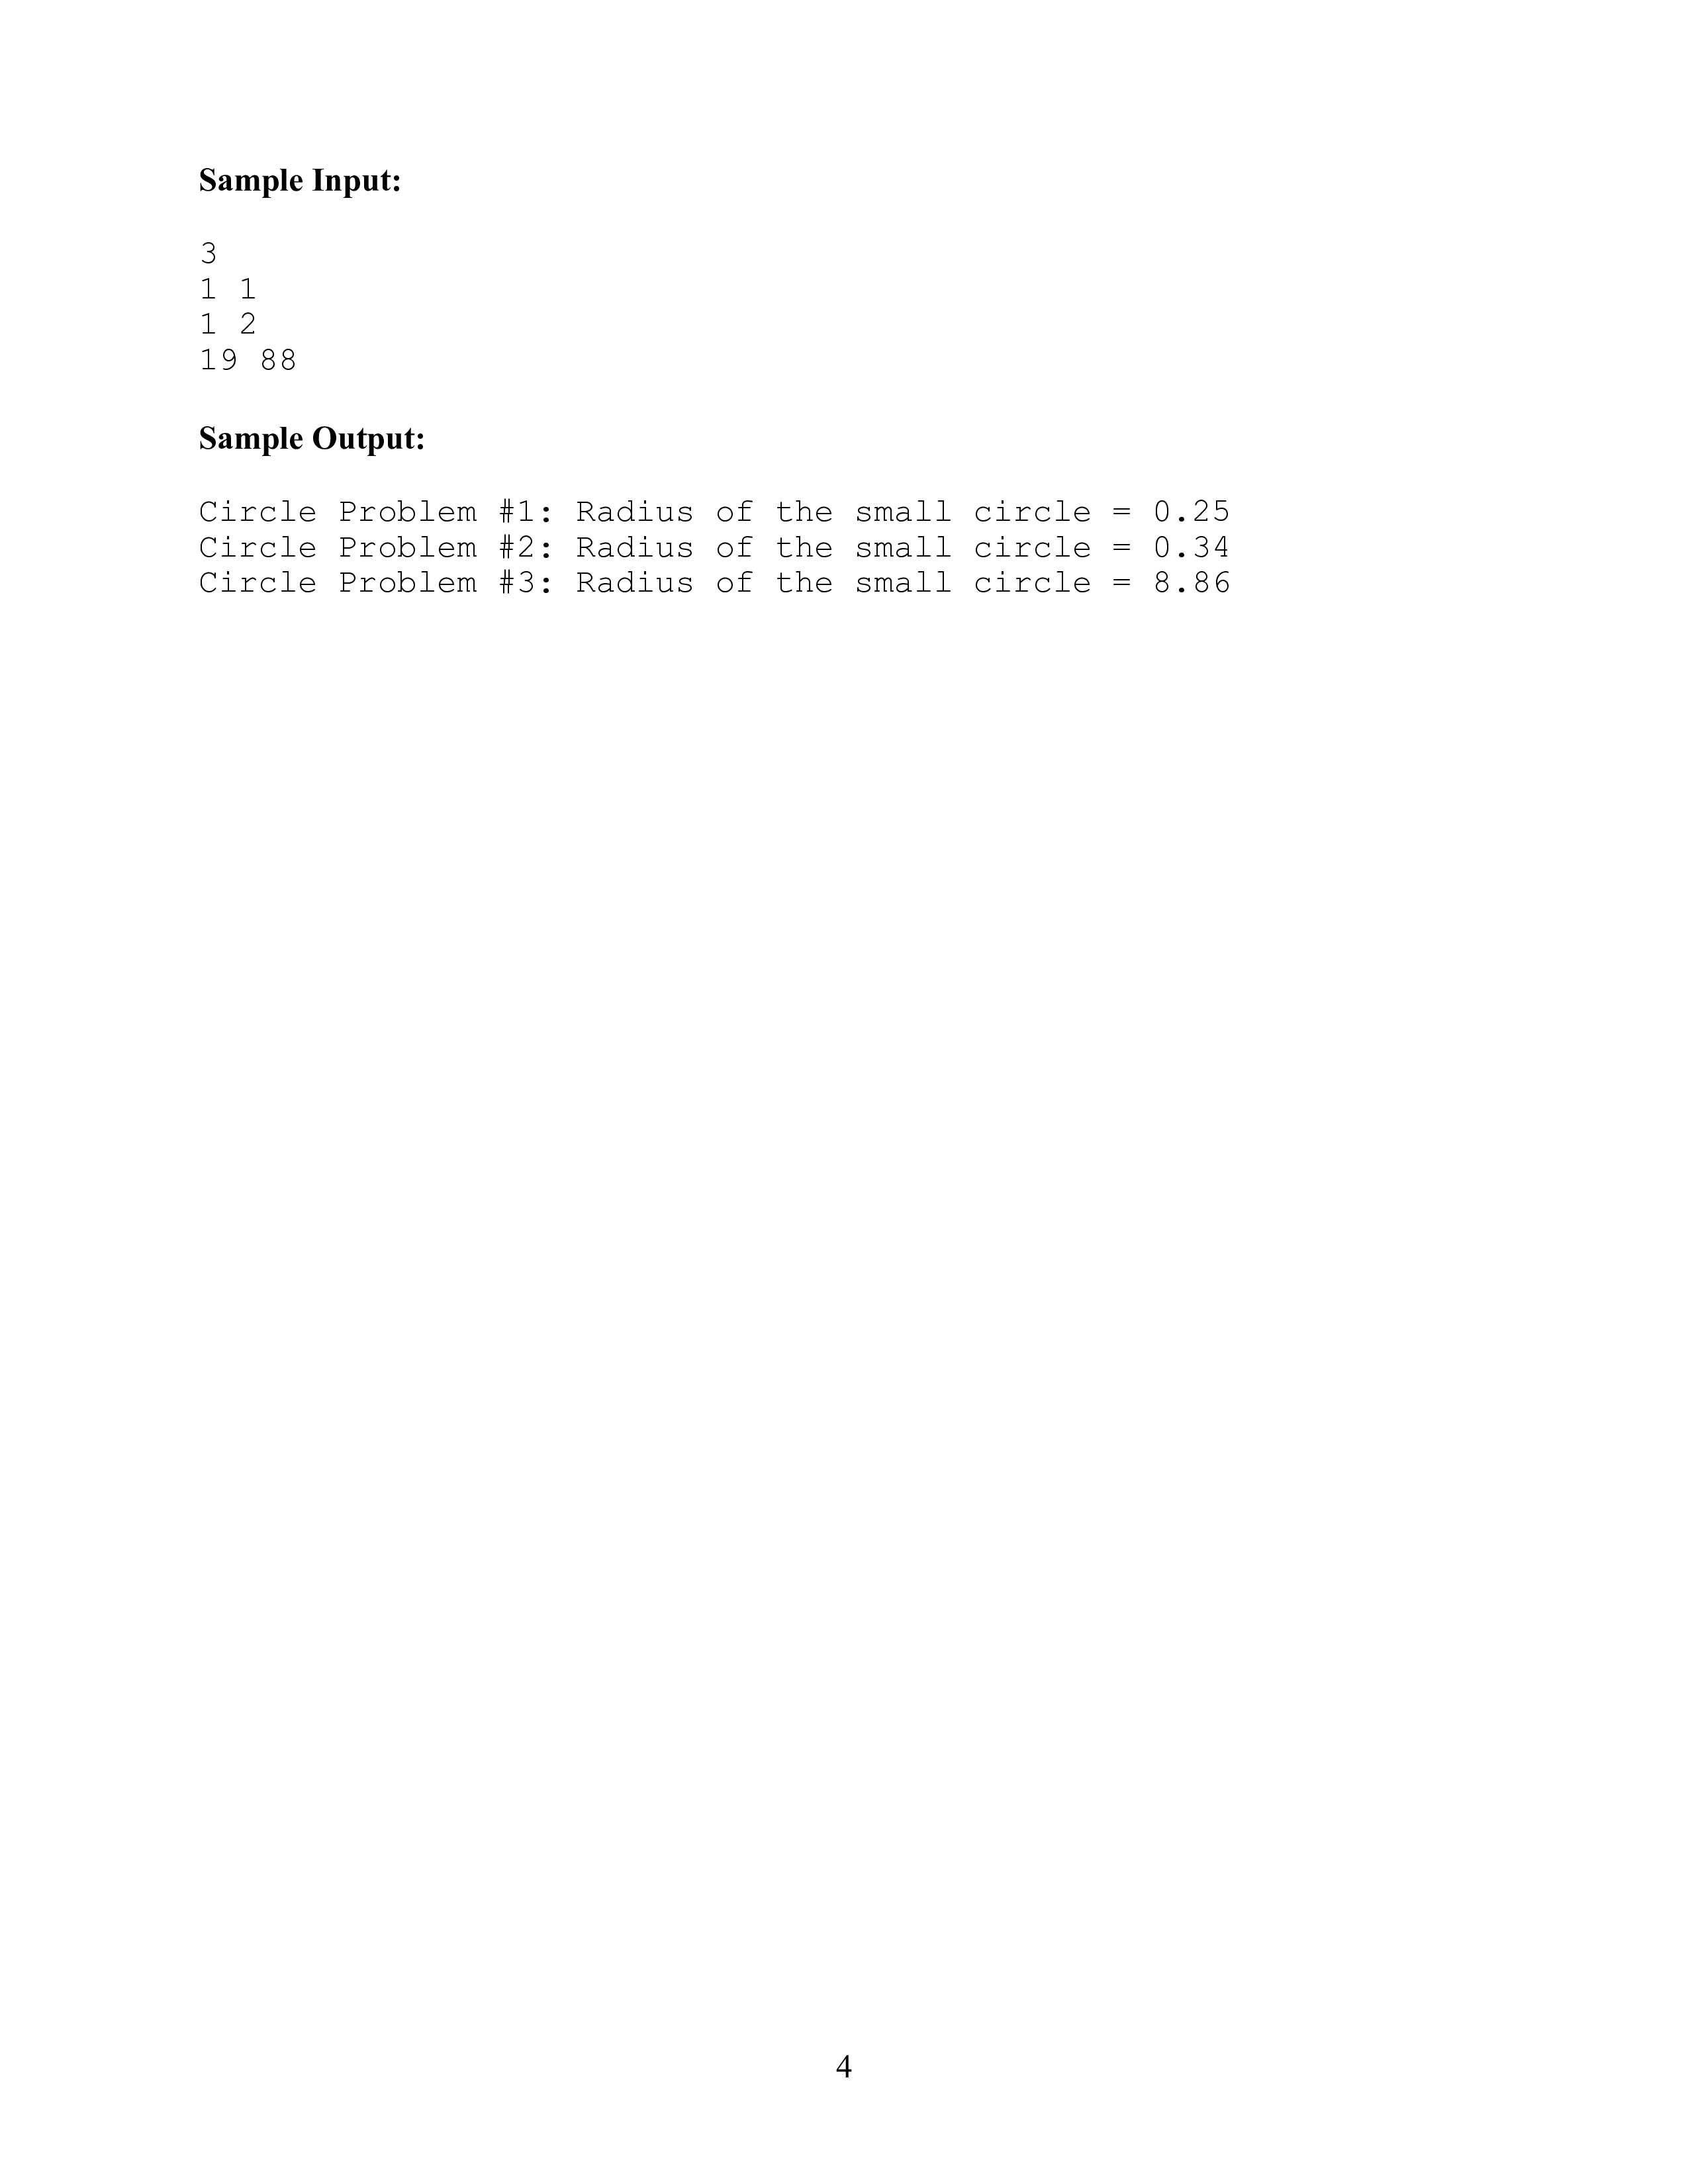 Sample Input:
3
1 1
1 2
19 88
Sample Output:
Circle Problem #1: Radius of the small circle = 0.25
Circle Problem #2: Radius of the small circle = 0.34
Circle Problem #3: Radius of the small circle = 8.86
4